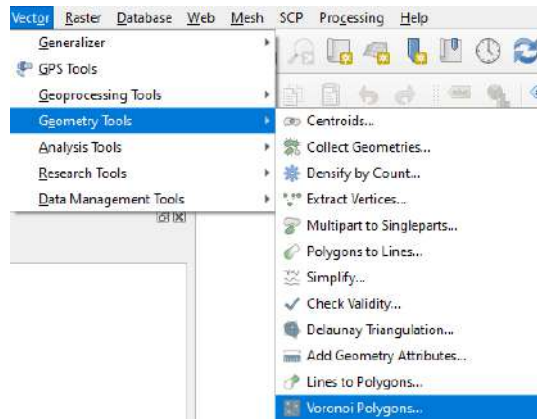 Vector Raster Database Web Mesh SCP Processing Help
Generalizer
GPS Tools
Geoprocessing Tools
Geometry Tools
Analysis Tools
Research Tools
Data Management Tools
Centroids...
Collect Geometries...
Densify by Count...
Extract Vertices...
Multipart to Singleparts...
Polygons to Lines...
Simplify...
Check Validity...
Delaunay Triangulation...
Add Geometry Attributes...
Lines to Polygons...
Voronoi Polygons...